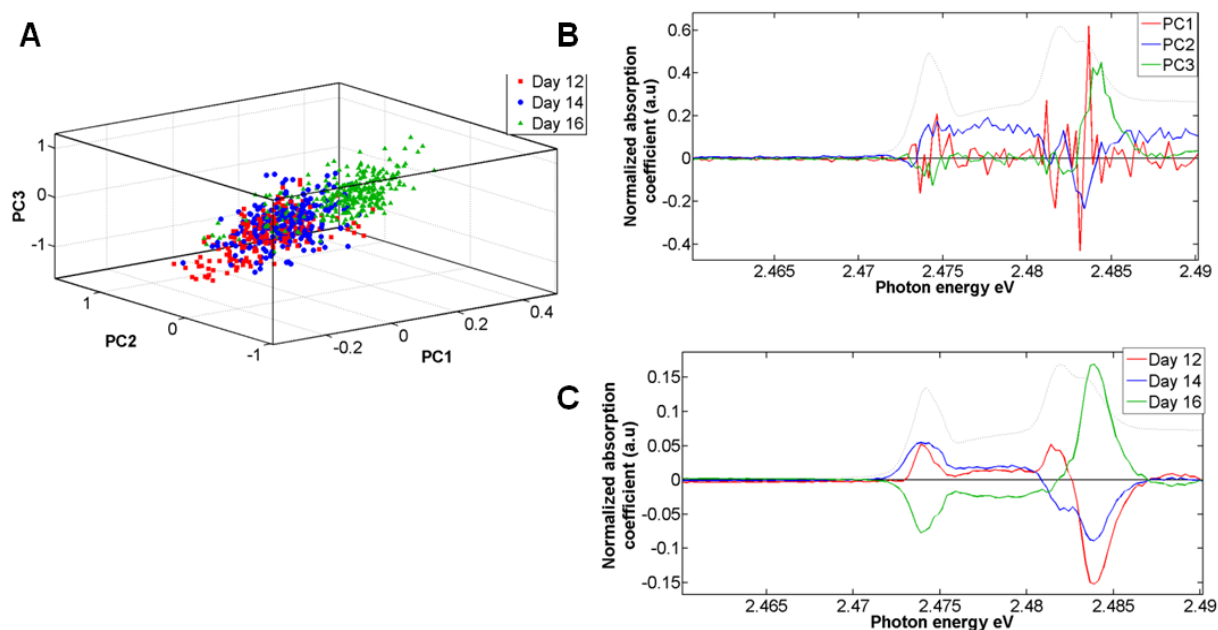 A
Day 12
Day 14
Day 16
1
0
-1
PC3
1
0
-1
PC2
-0.2
0
0.2
0.4
PC1
B
PC1
PC2
PC3
0.6
0.4
0.2
0
-0.2
-0.4
Normalized absorption
coefficient (a.u)
2.465
2.47
2.475
2.48
2.485
2.49
Photon energy eV
C
Day 12
Day 14
Day 16
0.15
0.1
0.05
0
-0.05
-0.1
-0.15
Normalized absorption
coefficient (a.u)
2.465
2.47
2.475
2.48
2.485
2.49
Photon energy eV